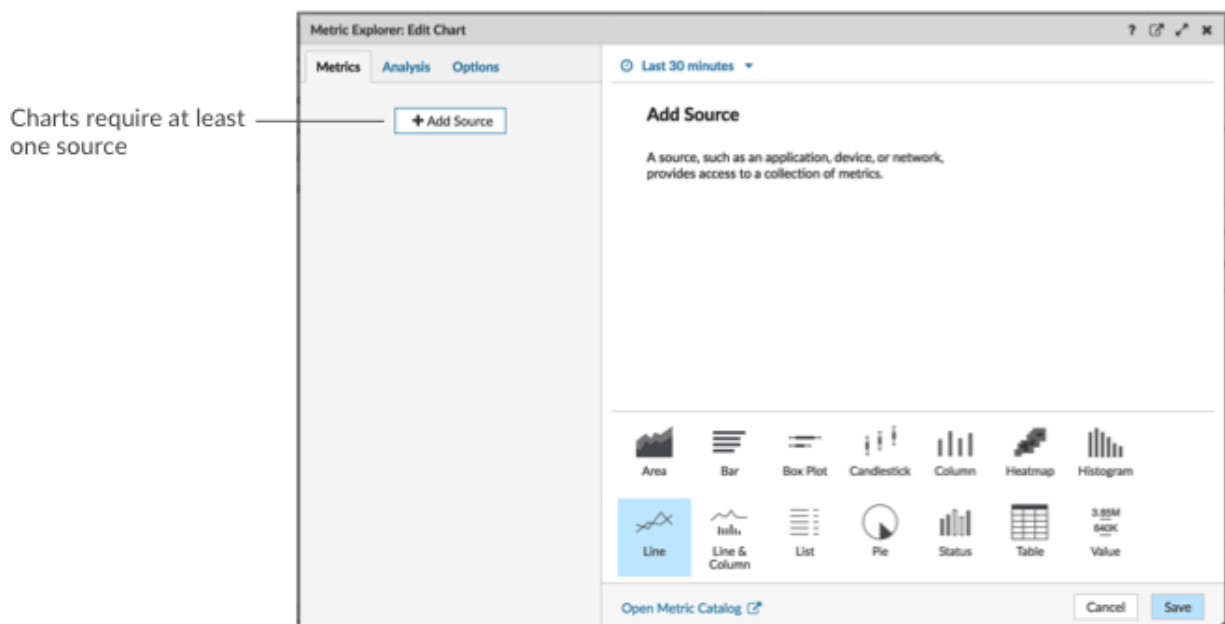 Metric Explorer: Edit Chart ?
Metrics Analysis Options
Last 30 minutes
Charts require at least
one source
+ Add Source
Add Source
A source, such as an application, device, or network,
provides access to a collection of metrics.
Area Bar Box Plot Candlestick Column Heatmap Histogram
3.85M
640K
Line Line & List Pie Status Table Value
Column
Open Metric Catalog
Cancel Save